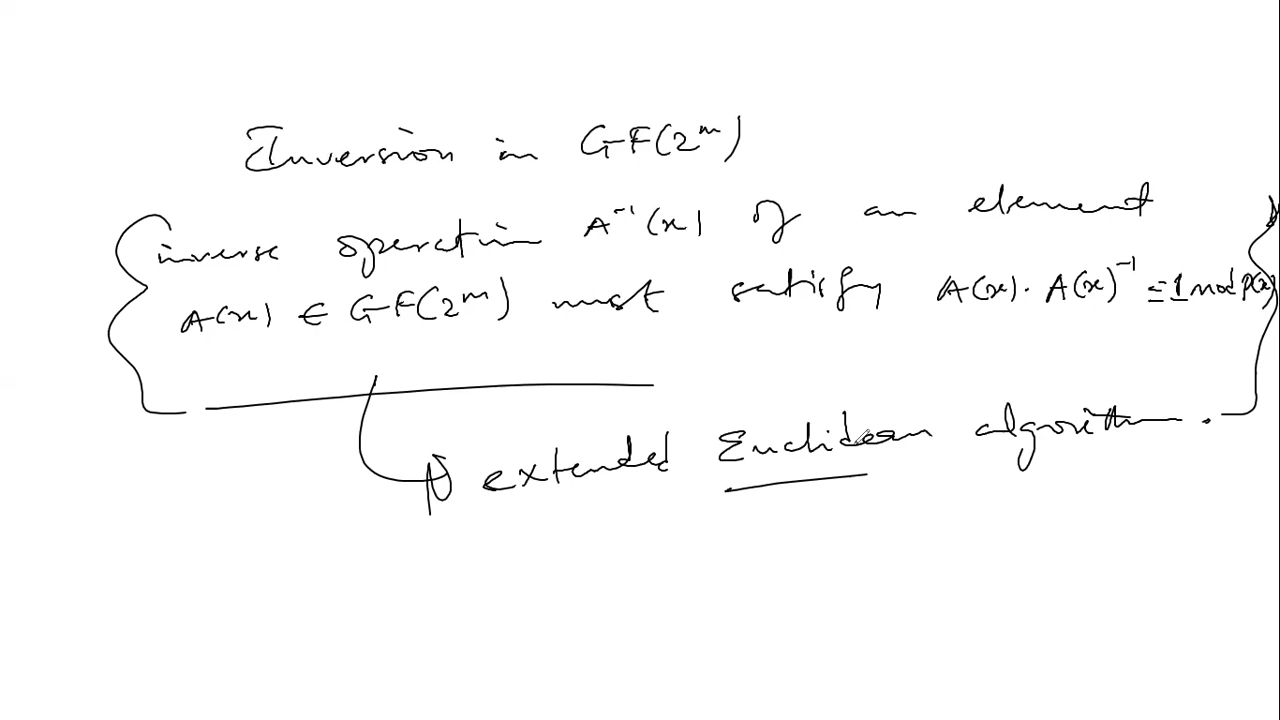 Inversion in GF(2^m)
inverse operation A^-1(x) of an element
A(x) ∈ GF(2^m) must satisfy A(x) . A(x)^-1 = 1 mod P(x)
extended Euclidean algorithm .